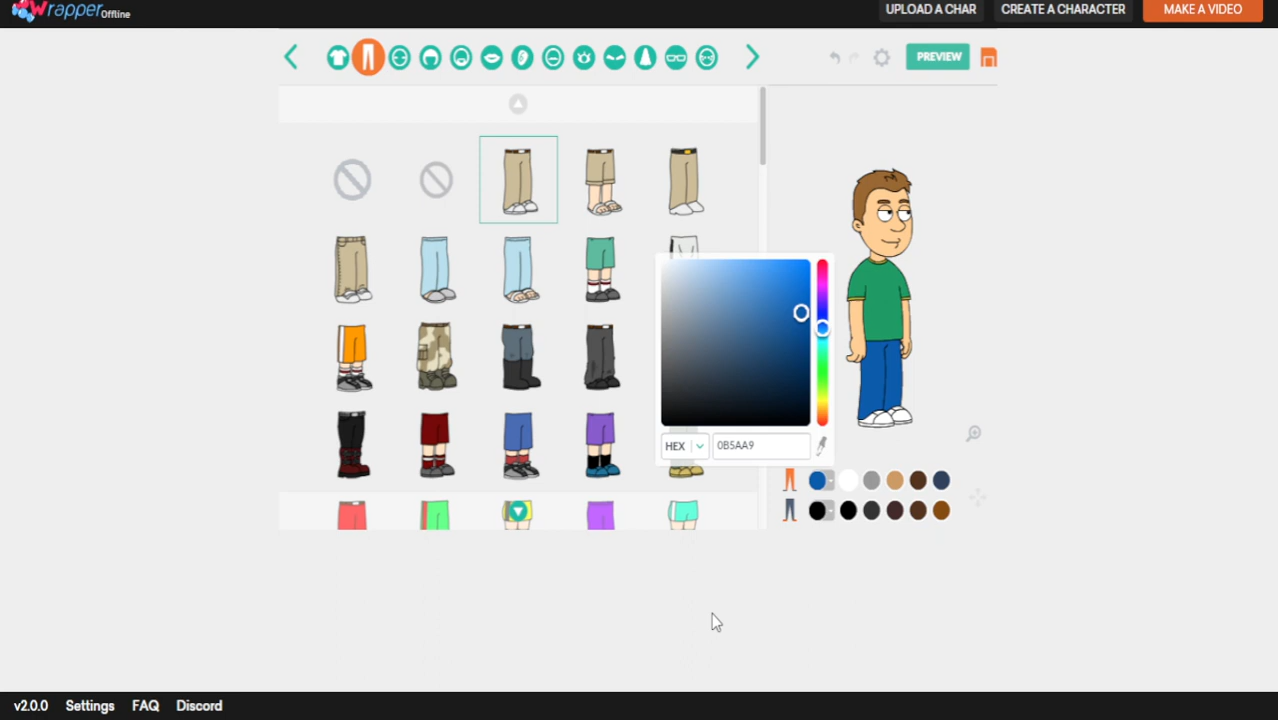 Wrapper Offline
UPLOAD A CHAR
CREATE A CHARACTER
MAKE A VIDEO
PREVIEW
HEX
0B5AA9
v2.0.0
Settings
FAQ
Discord